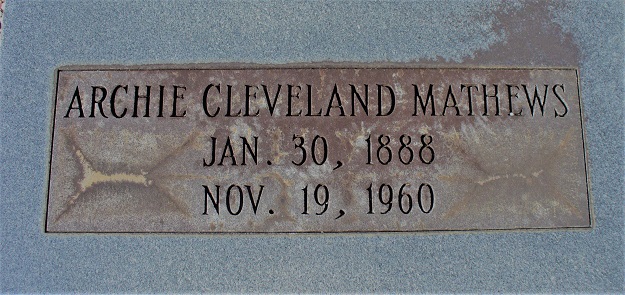 ARCHIE CLEVELAND MATHEWS
JAN. 30, 1888
NOV. 19, 1960